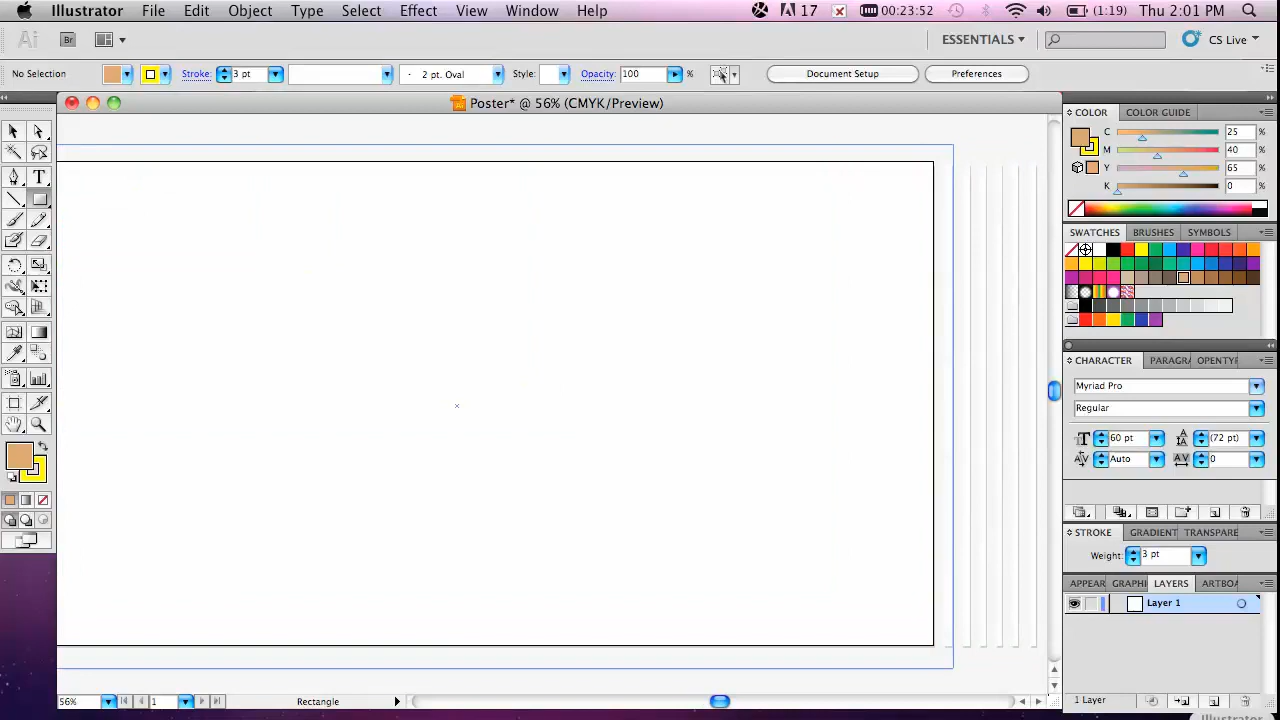 Illustrator File Edit Object Type Select Effect View Window Help 17 00:23:52 (1:19) Thu 2:01 PM
Ai Br ESSENTIALS CS Live
No Selection Stroke: 3 pt 2 pt. Oval Style: Opacity: 100 % Document Setup Preferences
Poster* @ 56% (CMYK/Preview)
COLOR COLOR GUIDE
C 25 %
M 40 %
Y 65 %
K 0 %
SWATCHES BRUSHES SYMBOLS
CHARACTER PARAGRA OPENTYP
Myriad Pro
Regular
60 pt (72 pt)
Auto 0
STROKE GRADIENT TRANSPARE
Weight: 3 pt
APPEAR GRAPHI LAYERS ARTBOA
Layer 1
1 Layer
56% 1 Rectangle
Illustrator